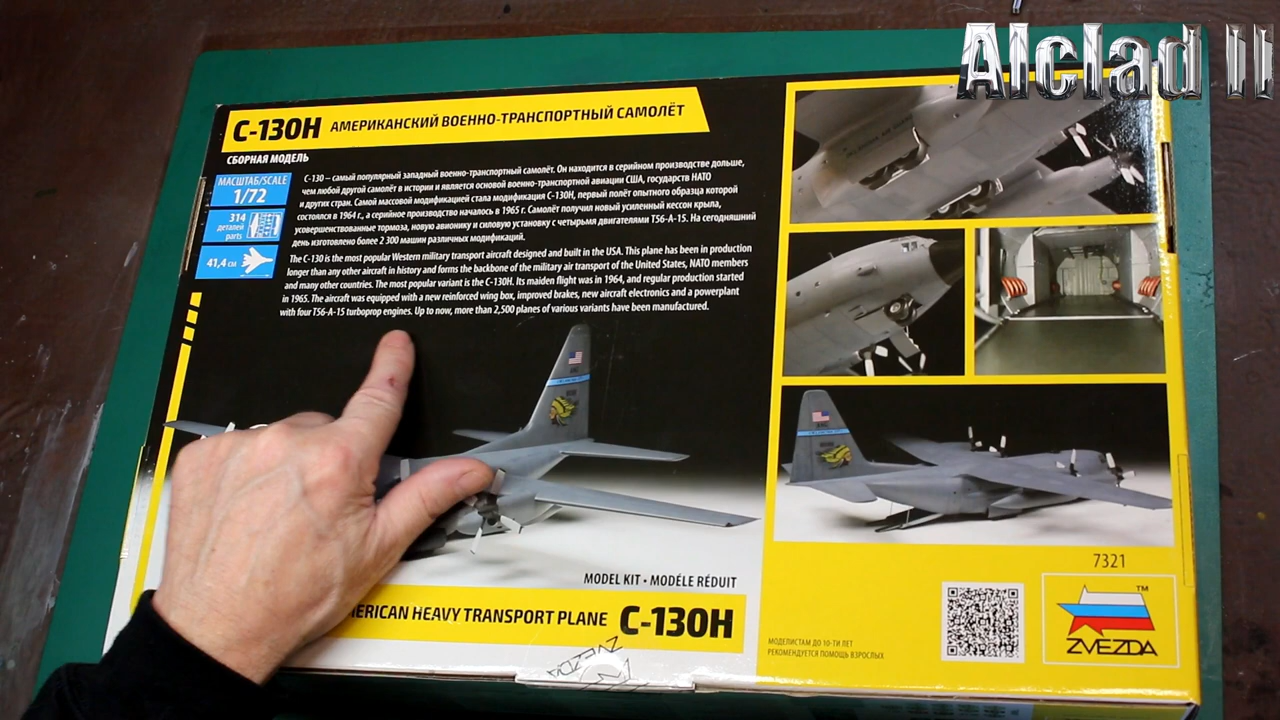 Alclad II
C-130H АМЕРИКАНСКИЙ ВОЕННО-ТРАНСПОРТНЫЙ САМОЛЁТ
СБОРНАЯ МОДЕЛЬ
МАСШТАБ/SCALE
1/72
314
деталей
parts
41,4 см
С-130 – самый популярный западный военно-транспортный самолёт. Он находится в серийном производстве дольше,
чем любой другой самолёт в истории и является основой военно-транспортной авиации США, государств НАТО
и других стран. Самой массовой модификацией стала модификация С-130Н, первый полёт опытного образца которой
состоялся в 1964 г., а серийное производство началось в 1965 г. Самолёт получил новый усиленный кессон крыла,
усовершенствованные тормоза, новую авионику и силовую установку с четырьмя двигателями Т56-А-15. На сегодняшний
день изготовлено более 2 300 машин различных модификаций.
The C-130 is the most popular Western military transport aircraft designed and built in the USA. This plane has been in production
longer than any other aircraft in history and forms the backbone of the military air transport of the United States, NATO members
and many other countries. The most popular variant is the C-130H. Its maiden flight was in 1964, and regular production started
in 1965. The aircraft was equipped with a new reinforced wing box, improved brakes, new aircraft electronics and a powerplant
with four T56-A-15 turboprop engines. Up to now, more than 2,500 planes of various variants have been manufactured.
MODEL KIT • MODÈLE RÉDUIT
ERICAN HEAVY TRANSPORT PLANE C-130H
ZVEZDA
МОДЕЛИСТАМ ДО 10-ТИ ЛЕТ
РЕКОМЕНДУЕТСЯ ПОМОЩЬ ВЗРОСЛЫХ
7321
TM
ZVEZDA